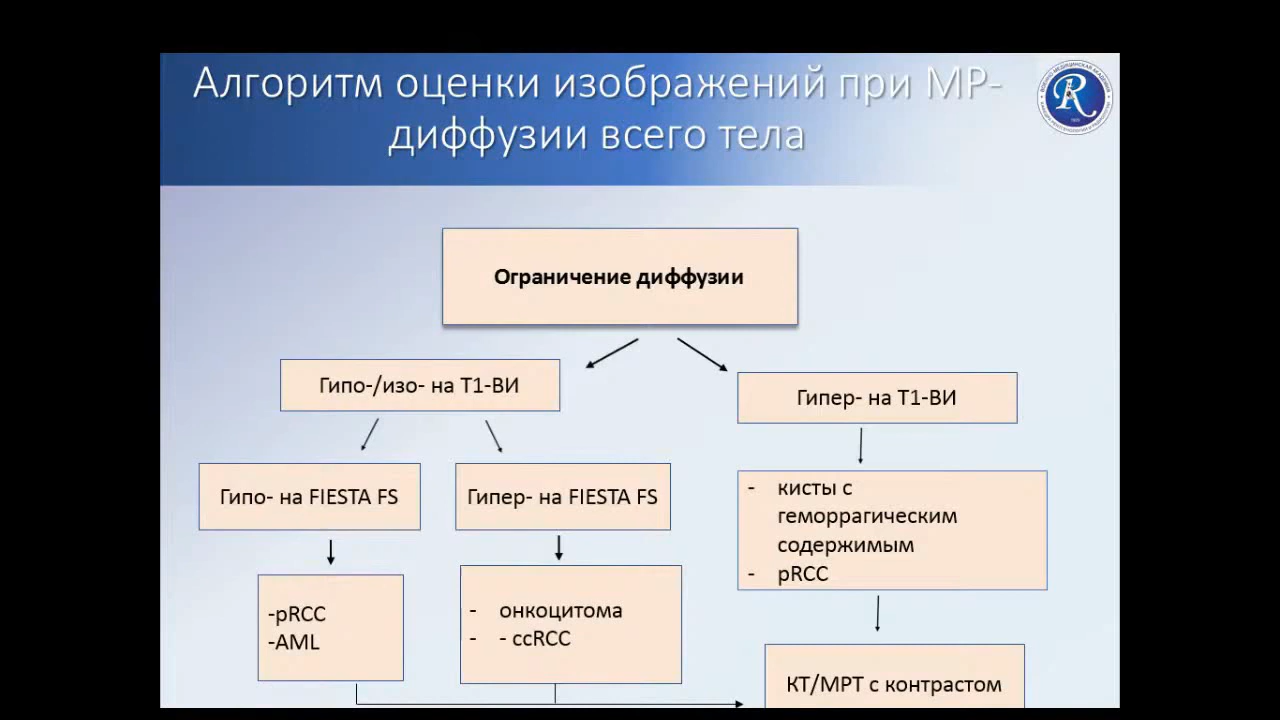 Алгоритм оценки изображений при МР-
диффузии всего тела
Ограничение диффузии
Гипо-/изо- на Т1-ВИ
Гипер- на Т1-ВИ
Гипо- на FIESTA FS
Гипер- на FIESTA FS
- кисты с
геморрагическим
содержимым
- pRCC
-pRCC
-AML
- онкоцитома
- - ccRCC
КТ/МРТ с контрастом